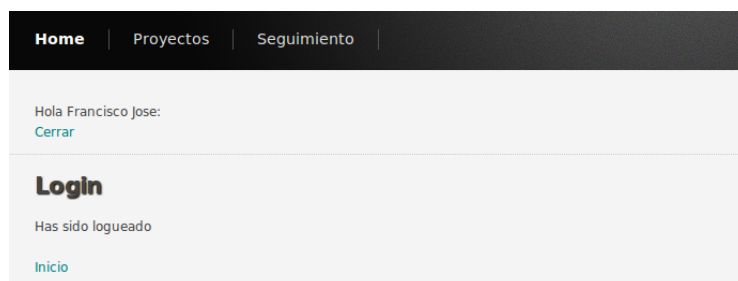 Home Proyectos Seguimiento
Hola Francisco Jose:
Cerrar
Login
Has sido logueado
Inicio